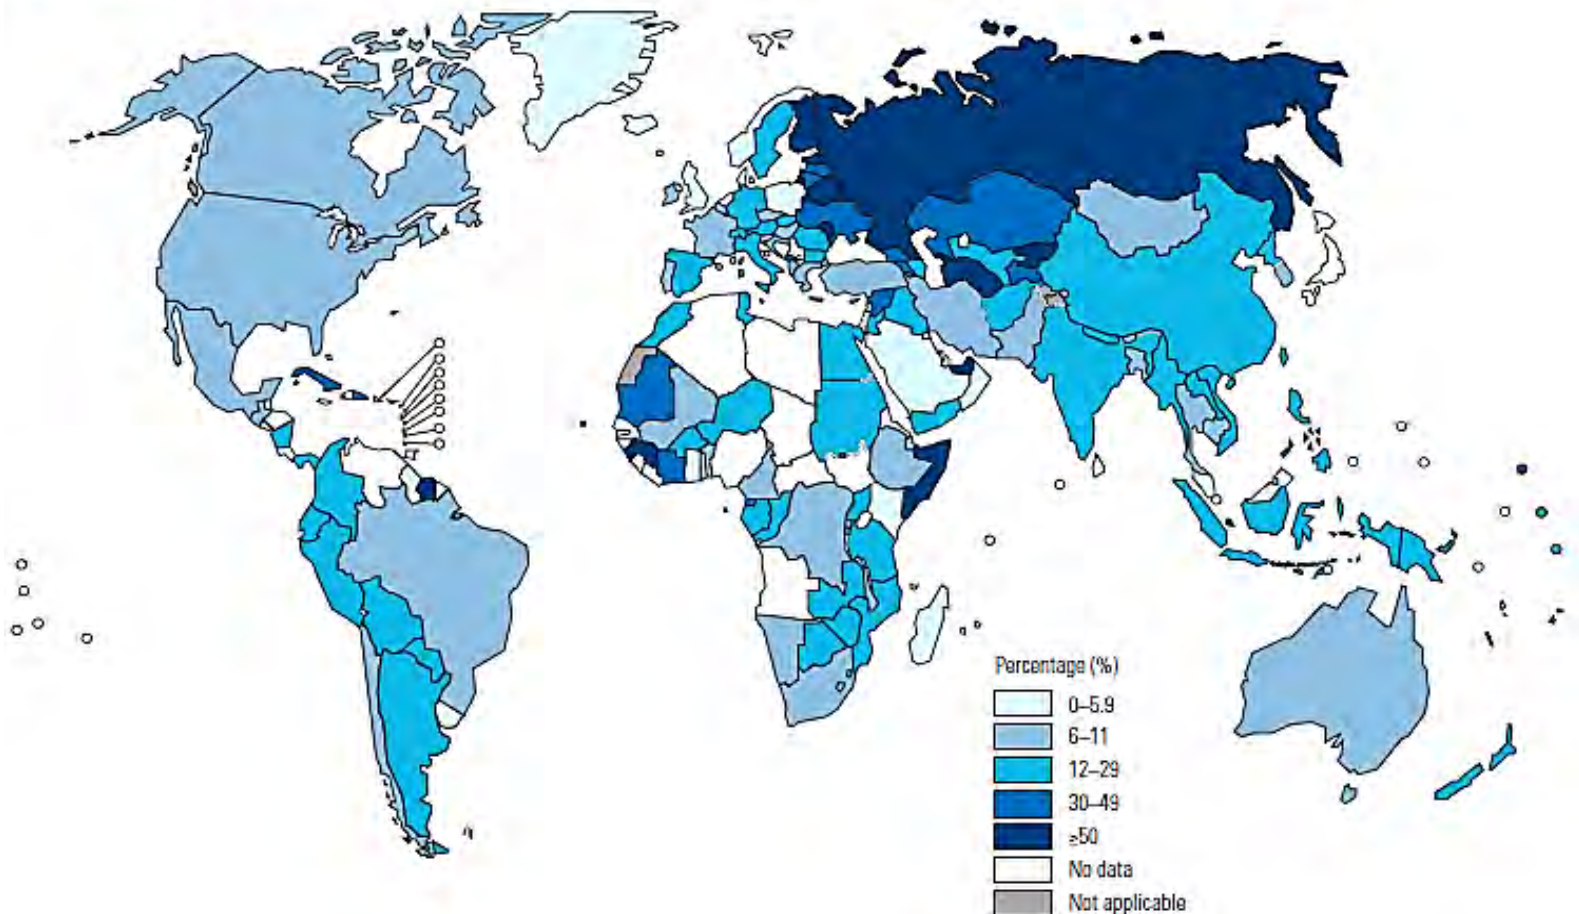 Percentage (%)
0–5.9
6–11
12–29
30–49
≥50
No data
Not applicable